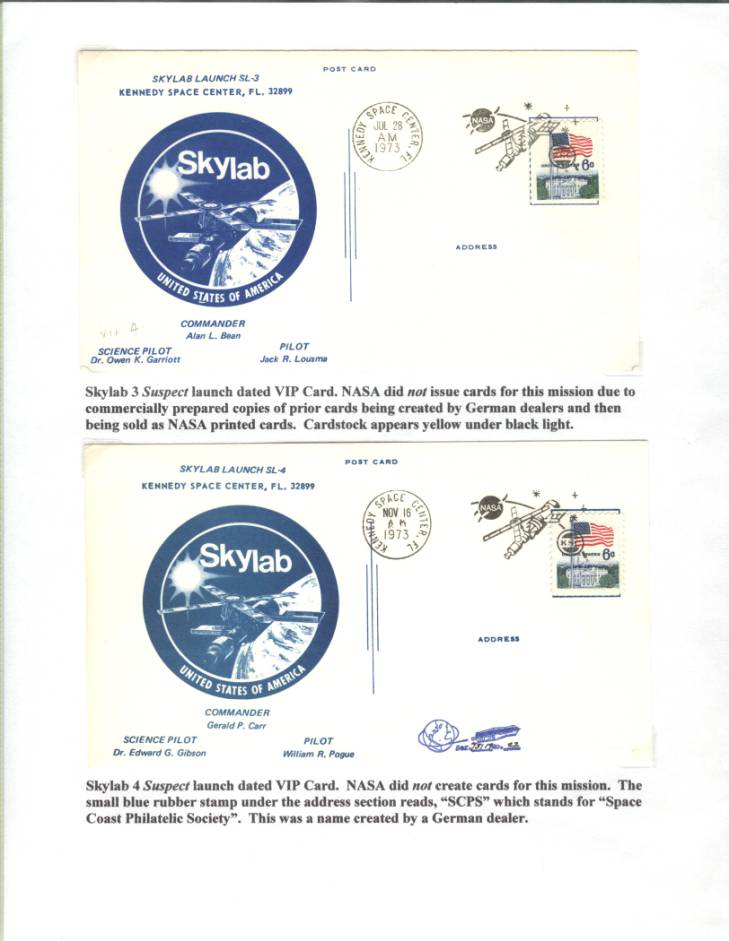 POST CARD
SKYLAB LAUNCH SL-3
KENNEDY SPACE CENTER, FL. 32899
KENNEDY SPACE CENTER, FL
JUL 28
AM
1973
NASA
6c
Skylab
UNITED STATES OF AMERICA
ADDRESS
VIP A
COMMANDER
Alan L. Bean
SCIENCE PILOT
Dr. Owen K. Garriott
PILOT
Jack R. Lousma
Skylab 3 Suspect launch dated VIP Card. NASA did not issue cards for this mission due to
commercially prepared copies of prior cards being created by German dealers and then
being sold as NASA printed cards. Cardstock appears yellow under black light.
POST CARD
SKYLAB LAUNCH SL-4
KENNEDY SPACE CENTER, FL. 32899
KENNEDY SPACE CENTER, FL
NOV 16
AM
1973
NASA
KSC
6c
Skylab
UNITED STATES OF AMERICA
ADDRESS
COMMANDER
Gerald P. Carr
SCIENCE PILOT
Dr. Edward G. Gibson
PILOT
William R. Pogue
Skylab 4 Suspect launch dated VIP Card. NASA did not create cards for this mission. The
small blue rubber stamp under the address section reads, “SCPS” which stands for “Space
Coast Philatelic Society”. This was a name created by a German dealer.